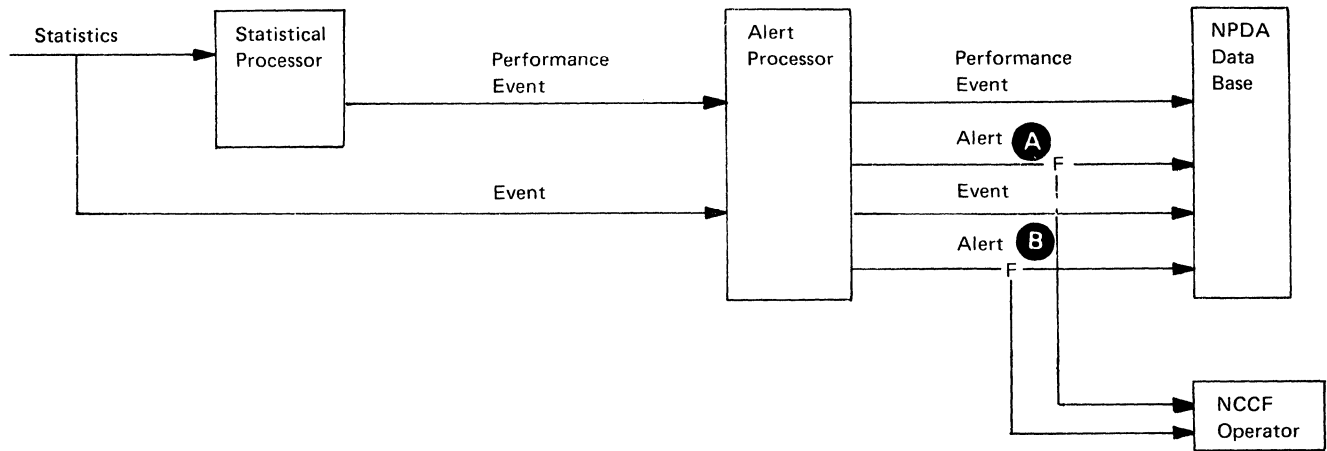 Statistics
Statistical
Processor
Performance
Event
Event
Alert
Processor
Performance
Event
Alert A
F
Event
Alert B
F
NPDA
Data
Base
NCCF
Operator